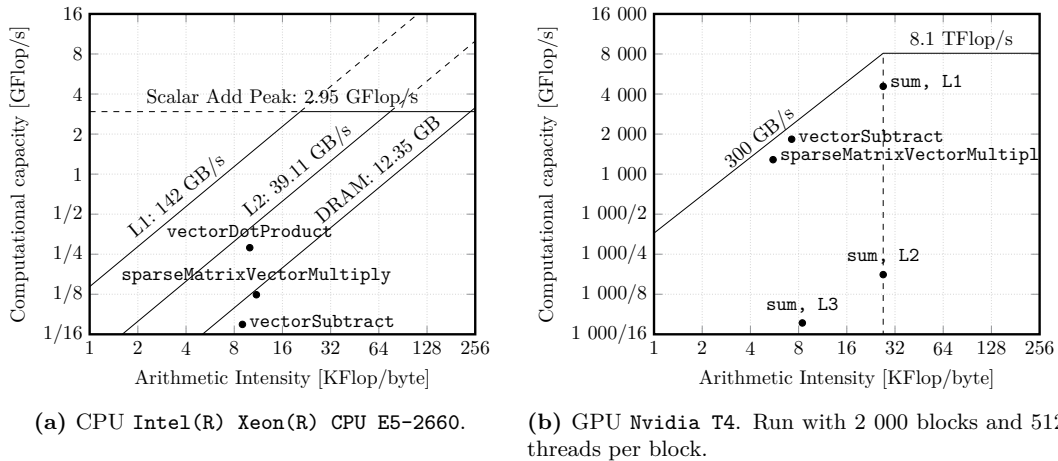 16 000
8
4
2
1
1/2
1/4
1/8
1/16
Computational capacity [GFlop/s]
Scalar Add Peak: 2.95 GFlop/s
L1: 142 GB/s
L2: 39.11 GB/s
DRAM: 12.35 GB
vectorDotProduct
sparseMatrixVectorMultiply
vectorSubtract
1 2 4 8 16 32 64 128 256
Arithmetic Intensity [KFlop/byte]
(a) CPU Intel(R) Xeon(R) CPU E5-2660.
16 000
8 000
4 000
2 000
1 000
1 000/2
1 000/4
1 000/8
1 000/16
Computational capacity [GFlop/s]
8.1 TFlop/s
300 GB/s
sum, L1
vectorSubtract
sparseMatrixVectorMultipl
sum, L2
sum, L3
1 2 4 8 16 32 64 128 256
Arithmetic Intensity [KFlop/byte]
(b) GPU Nvidia T4. Run with 2 000 blocks and 512
threads per block.